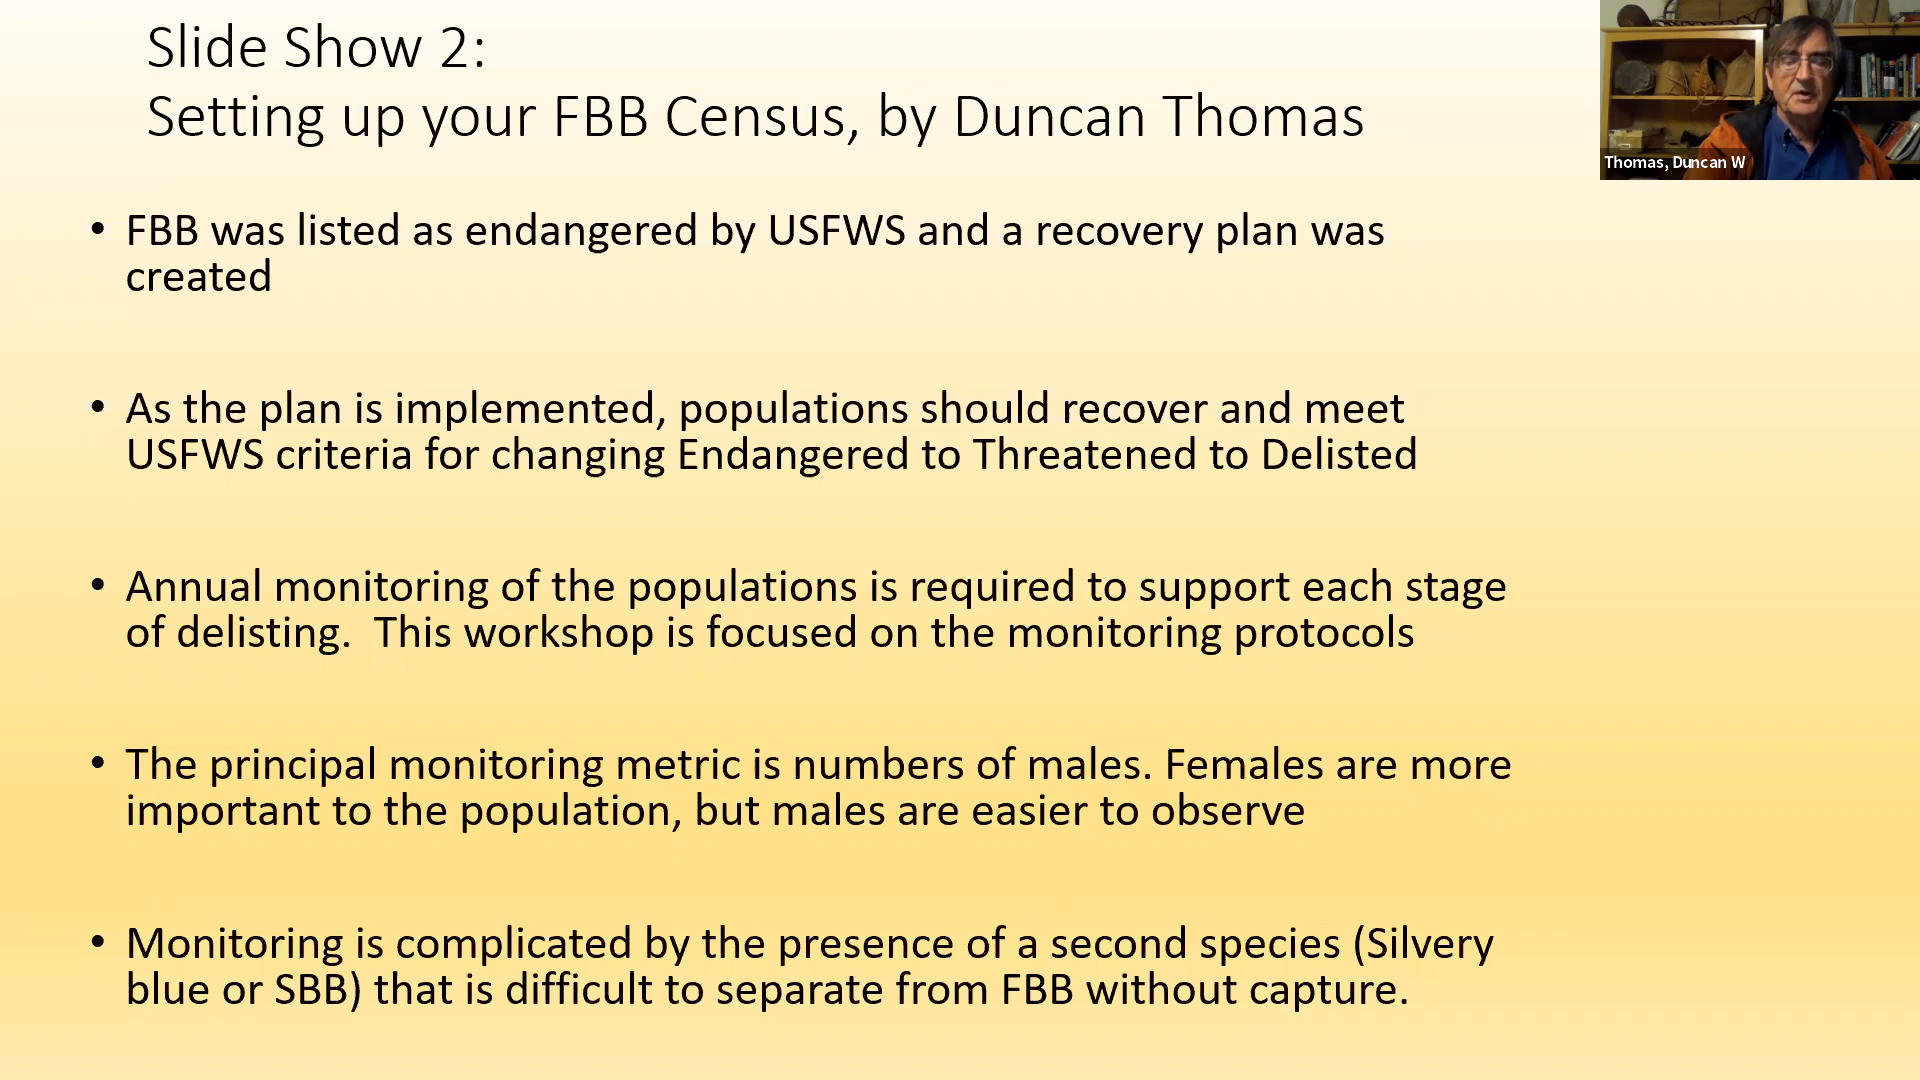 Slide Show 2:
Setting up your FBB Census, by Duncan Thomas
Thomas, Duncan W
• FBB was listed as endangered by USFWS and a recovery plan was
created
• As the plan is implemented, populations should recover and meet
USFWS criteria for changing Endangered to Threatened to Delisted
• Annual monitoring of the populations is required to support each stage
of delisting.  This workshop is focused on the monitoring protocols
• The principal monitoring metric is numbers of males. Females are more
important to the population, but males are easier to observe
• Monitoring is complicated by the presence of a second species (Silvery
blue or SBB) that is difficult to separate from FBB without capture.